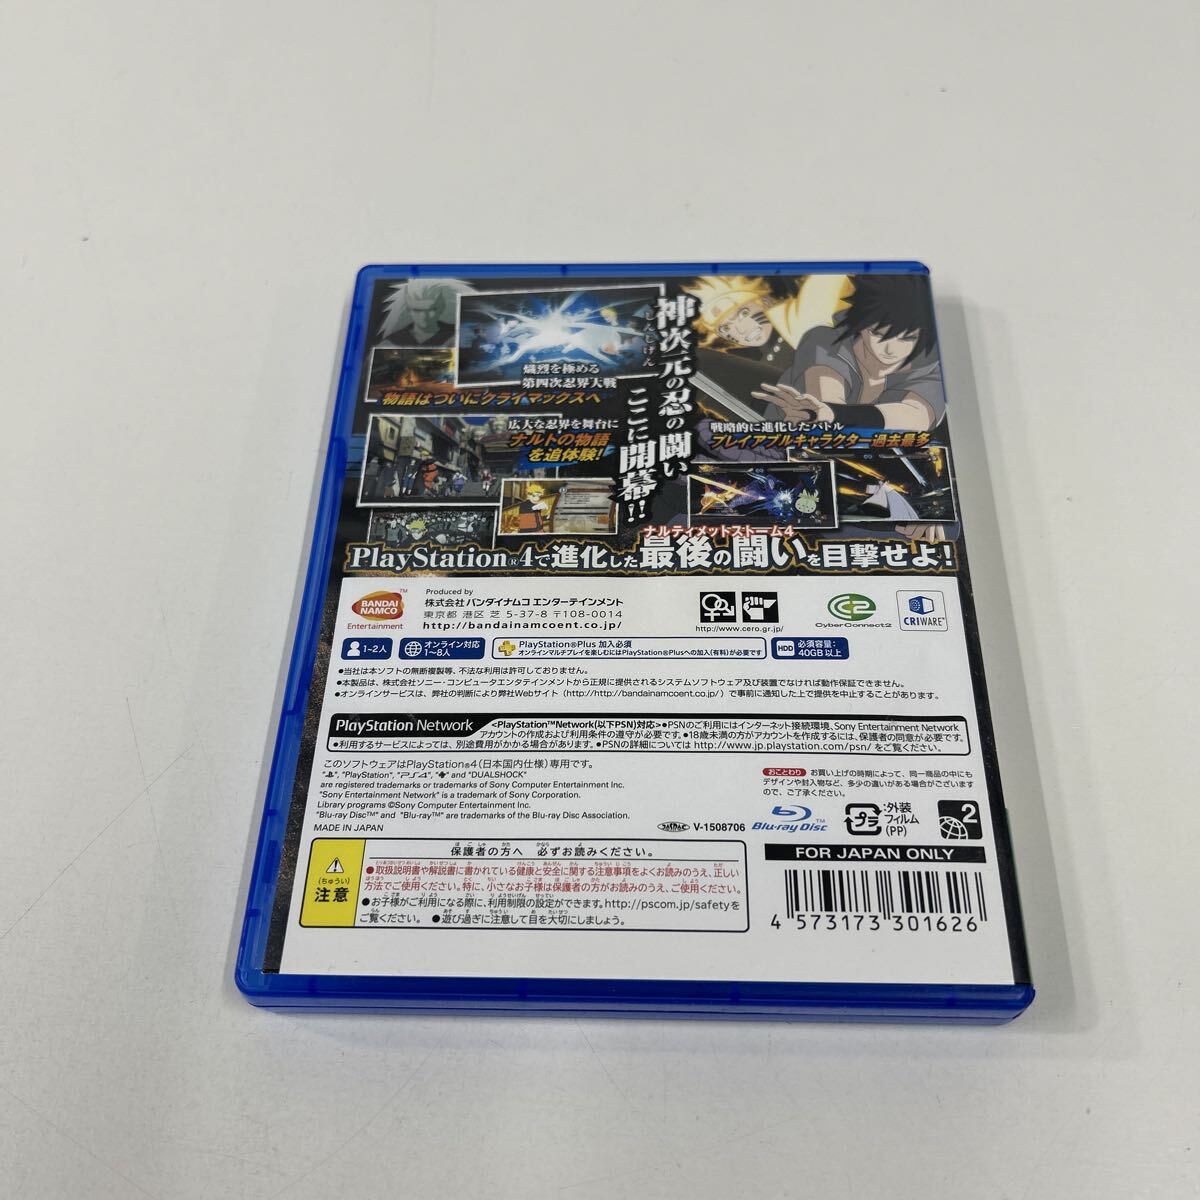 神次元の忍の闘い
しんじげん
ここに開幕!!
熾烈を極める
第四次忍界大戦
物語はついにクライマックスへ
広大な忍界を舞台に
ナルトの物語
を追体験!
戦略的に進化したバトル
プレイアブルキャラクター過去最多
ナルティメットストーム4
PlayStation®4で進化した最後の闘いを目撃せよ!
BANDAI NAMCO Entertainment
Produced by
株式会社 バンダイナムコ エンターテインメント
東京都 港区 芝 5-37-8 〒108-0014
http://bandainamcoent.co.jp/
http://www.cero.gr.jp/
CyberConnect2
CRIWARE™
1~2人
オンライン対応
1~8人
PlayStation®Plus 加入必須
オンラインマルチプレイを楽しむにはPlayStation®Plusへの加入(有料)が必要です
HDD 必須容量:
40GB 以上
●当社は本ソフトの無断複製等、不法な利用は許可しておりません。
●本製品は、株式会社ソニー・コンピュータエンタテインメントから正規に提供されるシステムソフトウェア及び装置でなければ動作保証できません。
●オンラインサービスは、弊社の判断により弊社Webサイト(http://http://bandainamcoent.co.jp/)で事前に通知した上で提供を中止することがあります。
PlayStation Network
<PlayStation™Network(以下PSN)対応>●PSNのご利用にはインターネット接続環境、Sony Entertainment Network
アカウントの作成および利用条件の遵守が必要です。●18歳未満の方がアカウントを作成するには、保護者の同意が必要です。
●利用するサービスによっては、別途費用がかかる場合があります。●PSNの詳細については http://www.jp.playstation.com/psn/ をご覧ください。
このソフトウェアはPlayStation®4(日本国内仕様)専用です。
"PlayStation", "PS4", and "DUALSHOCK"
are registered trademarks or trademarks of Sony Computer Entertainment Inc.
"Sony Entertainment Network" is a trademark of Sony Corporation.
Library programs ©Sony Computer Entertainment Inc.
"Blu-ray Disc™" and "Blu-ray™" are trademarks of the Blu-ray Disc Association.
MADE IN JAPAN
おことわり お買い上げの時期によって、同一商品の中にも
デザインや封入物など、多少の違いがある場合がございます
ので、ご了承ください。
V-1508706
Blu-ray Disc™
プラ
:外装
フィルム
(PP)
2
FOR JAPAN ONLY
(ちゅうい)
注意
保護者の方へ 必ずお読みください。
●取扱説明書や解説書に書かれている健康と安全に関する注意事項をよくお読みのうえ、正しい
方法でご使用ください。特に、小さなお子様は保護者の方がお読みのうえ、ご使用ください。
●お子様がご利用になる際に、利用制限の設定ができます。http://pscom.jp/safetyを
ご覧ください。 ●遊び過ぎに注意して目を大切にしましょう。
4 573173 301626